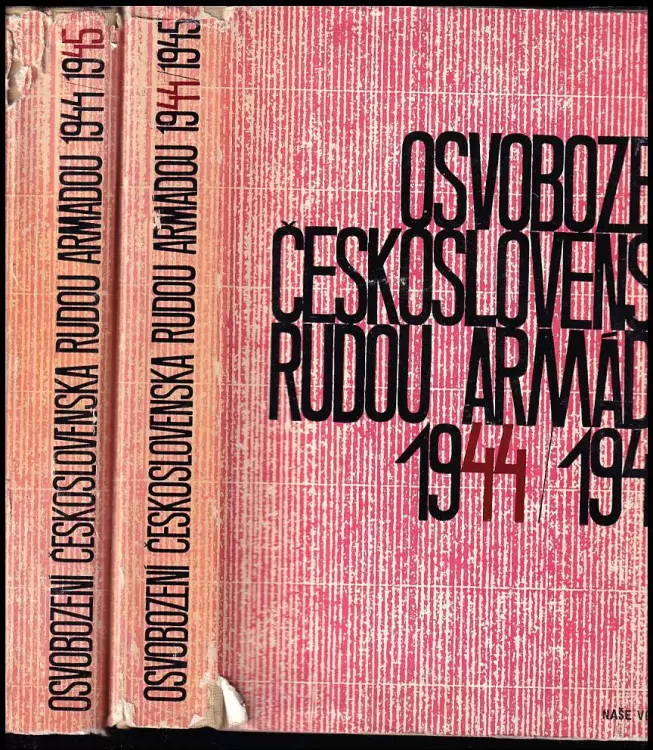 OSVOBOZENÍ ČESKOSLOVENSKA RUDOU ARMÁDOU 1944/1945
OSVOBOZENÍ ČESKOSLOVENSKA RUDOU ARMÁDOU 1944/1945
OSVOBOZE
ČESKOSLOVENS
RUDOU ARMÁD
1944/194
NAŠE V